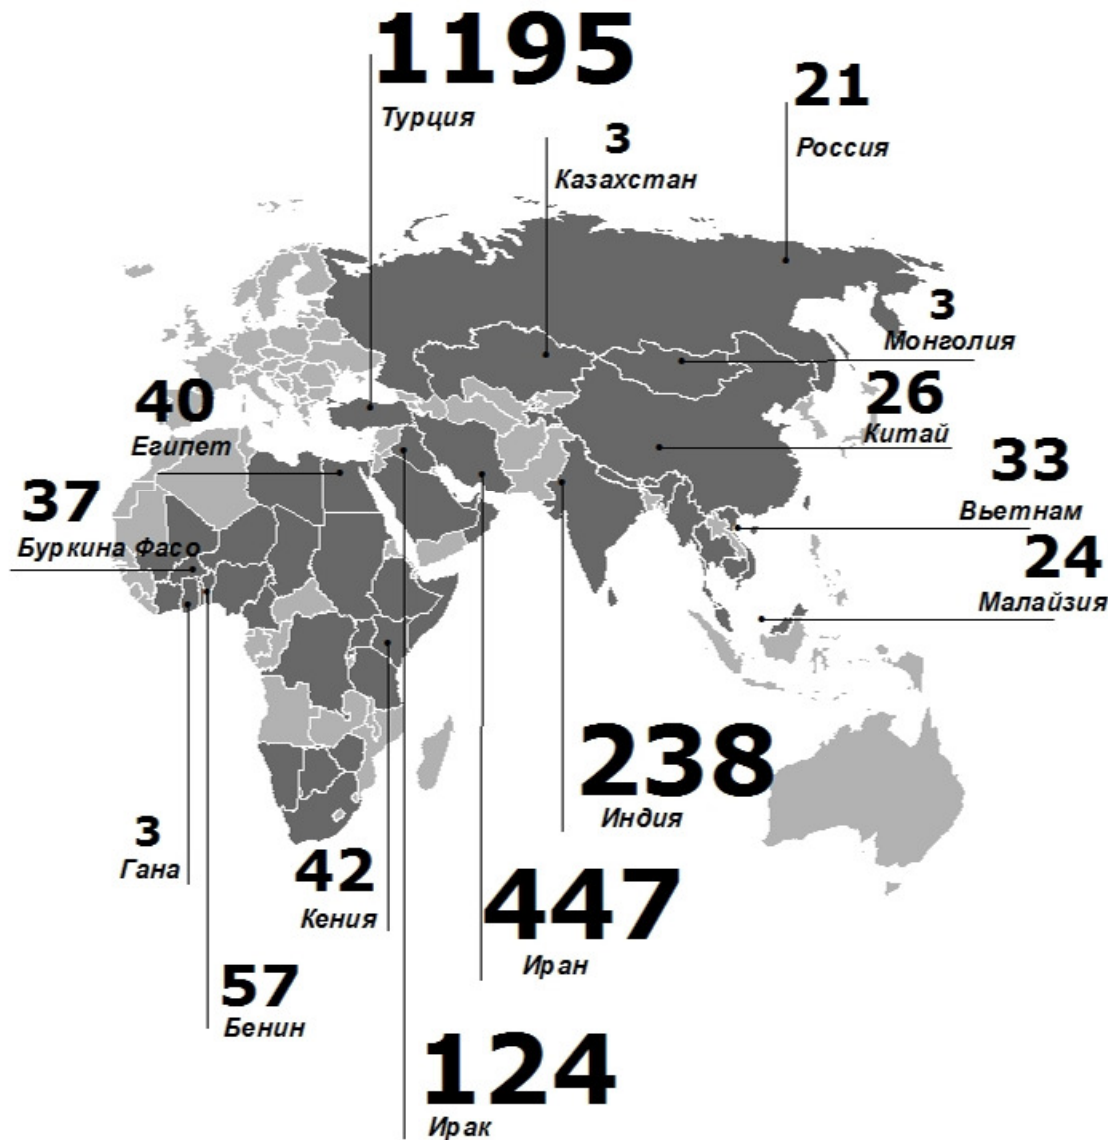 1195
Турция
21
Россия
3
Казахстан
3
Монголия
40
Египет
26
Китай
37
Буркина Фасо
33
Вьетнам
24
Малайзия
238
Индия
3
Гана
42
Кения
447
Иран
57
Бенин
124
Ирак